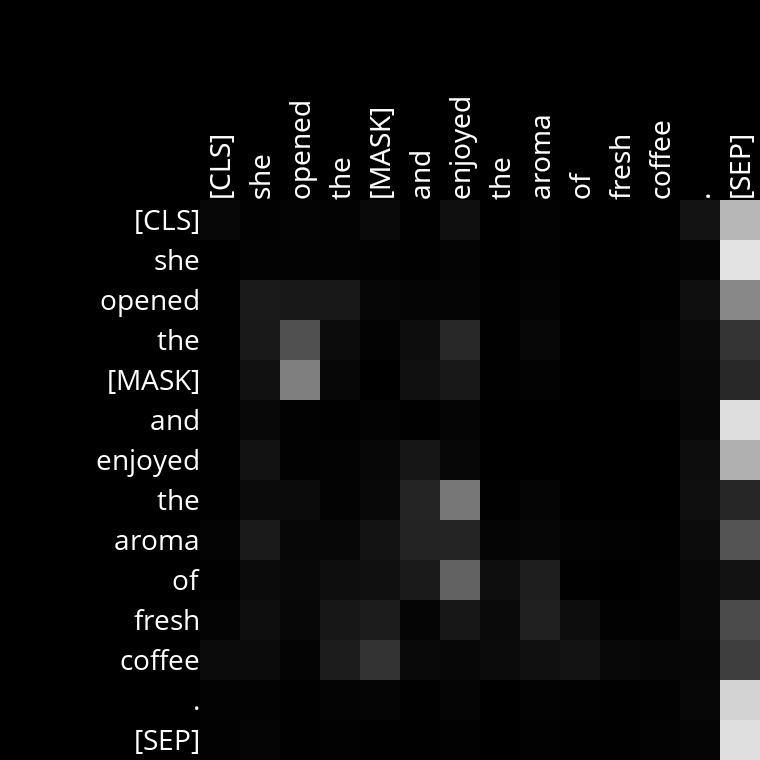 [CLS] she opened the [MASK] and enjoyed the aroma of fresh coffee . [SEP]
[CLS]
she
opened
the
[MASK]
and
enjoyed
the
aroma
of
fresh
coffee
.
[SEP]